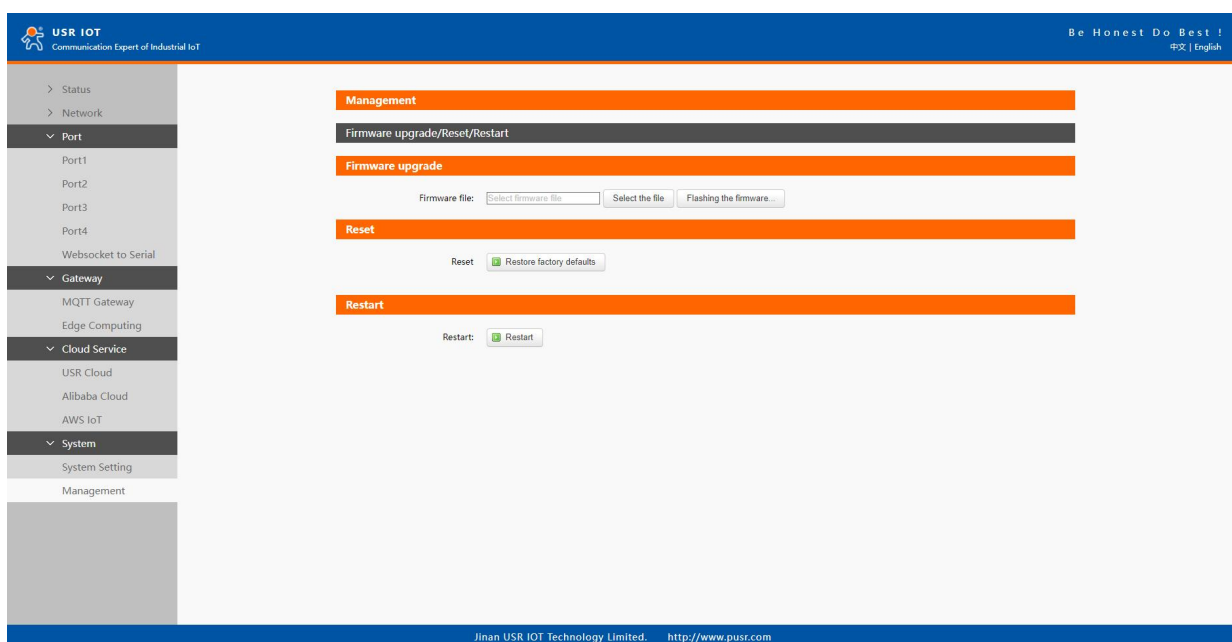 USR IOT
Communication Expert of Industrial IoT
Be Honest Do Best !
中文 | English
Status
Network
Port
Port1
Port2
Port3
Port4
Websocket to Serial
Gateway
MQTT Gateway
Edge Computing
Cloud Service
USR Cloud
Alibaba Cloud
AWS IoT
System
System Setting
Management
Management
Firmware upgrade/Reset/Restart
Firmware upgrade
Firmware file: Select firmware file Select the file Flashing the firmware...
Reset
Reset Restore factory defaults
Restart
Restart: Restart
Jinan USR IOT Technology Limited. http://www.pusr.com